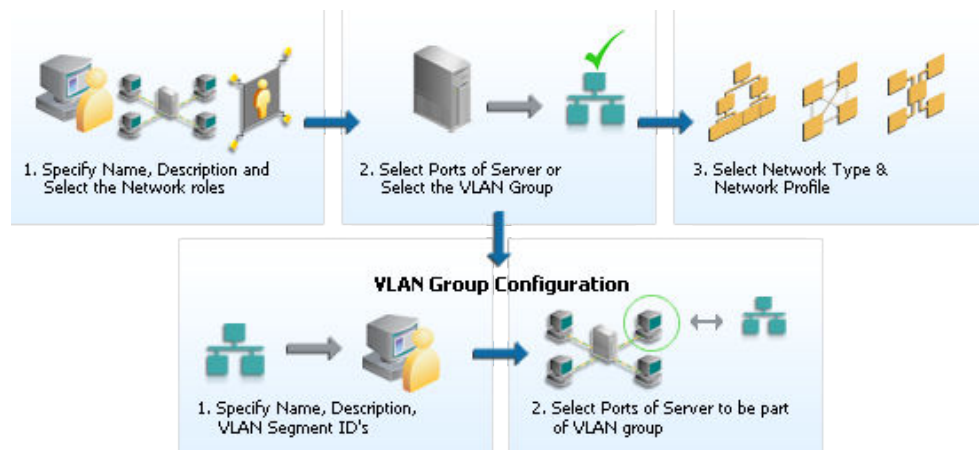 1. Specify Name, Description and
Select the Network roles
2. Select Ports of Server or
Select the VLAN Group
3. Select Network Type &
Network Profile
VLAN Group Configuration
1. Specify Name, Description,
VLAN Segment ID's
2. Select Ports of Server to be part
of VLAN group